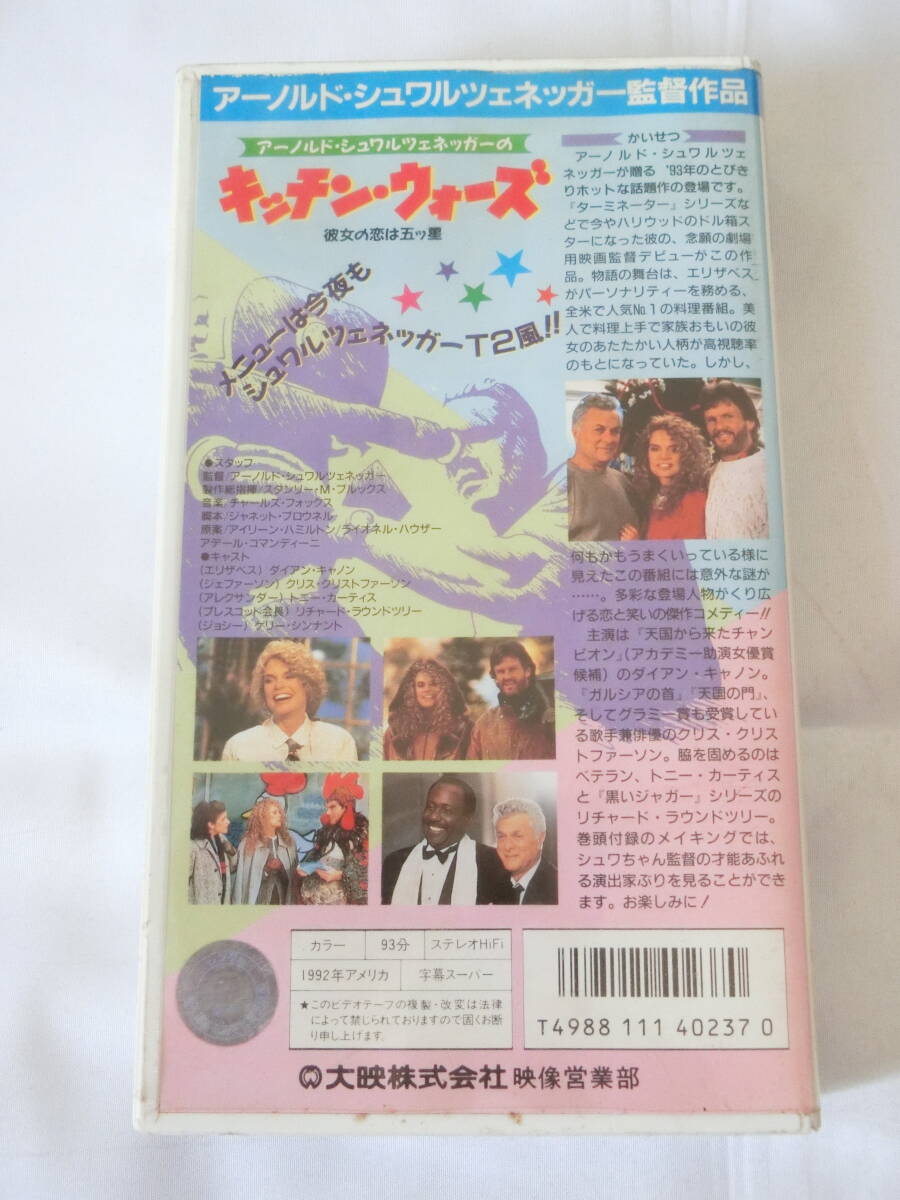 アーノルド・シュワルツェネッガー監督作品
アーノルド・シュワルツェネッガーの
キッチン・ウォーズ
彼女の恋は五ッ星
メニューは今夜も
シュワルツェネッガーT2風!!
かいせつ
アーノルド・シュワルツェ
ネッガーが贈る '93年のとびき
りホットな話題作の登場です。
『ターミネーター』シリーズな
どで今やハリウッドのドル箱ス
ターになった彼の、念願の劇場
用映画監督デビューがこの作
品。物語の舞台は、エリザベス
がパーソナリティーを務める、
全米で人気No.1の料理番組。美
人で料理上手で家族おもいの彼
女のあたたかい人柄が高視聴率
のもとになっていた。しかし、
何もかもうまくいっている様に
見えたこの番組には意外な謎が
……。多彩な登場人物がくり広
げる恋と笑いの傑作コメディー!!
主演は『天国から来たチャン
ピオン』(アカデミー助演女優賞
候補)のダイアン・キャノン。
『ガルシアの首』『天国の門』、
そしてグラミー賞も受賞してい
る歌手兼俳優のクリス・クリス
トファーソン。脇を固めるのは
ベテラン、トニー・カーティス
と『黒いジャガー』シリーズの
リチャード・ラウンドツリー。
巻頭付録のメイキングでは、
シュワちゃん監督の才能あふれ
る演出家ぶりを見ることができ
ます。お楽しみに!
●スタッフ
監督/アーノルド・シュワルツェネッガー
製作総指揮/スタンリー・M・ブルックス
音楽/チャールズ・フォックス
脚本/ジャネット・ブロウネル
原案/アイリーン・ハミルトン/ライオネル・ハウザー
アデール・コマンディーニ
●キャスト
(エリザベス) ダイアン・キャノン
(ジェファーソン) クリス・クリストファーソン
(アレクサンダー) トニー・カーティス
(プレスコット会長) リチャード・ラウンドツリー
(ジョシー) ケリー・シンナント
カラー 93分 ステレオHiFi
1992年アメリカ 字幕スーパー
★このビデオテープの複製・改変は法律
によって禁じられておりますので固くお断
り申し上げます。
T4988 111 40237 0
大映株式会社 映像営業部